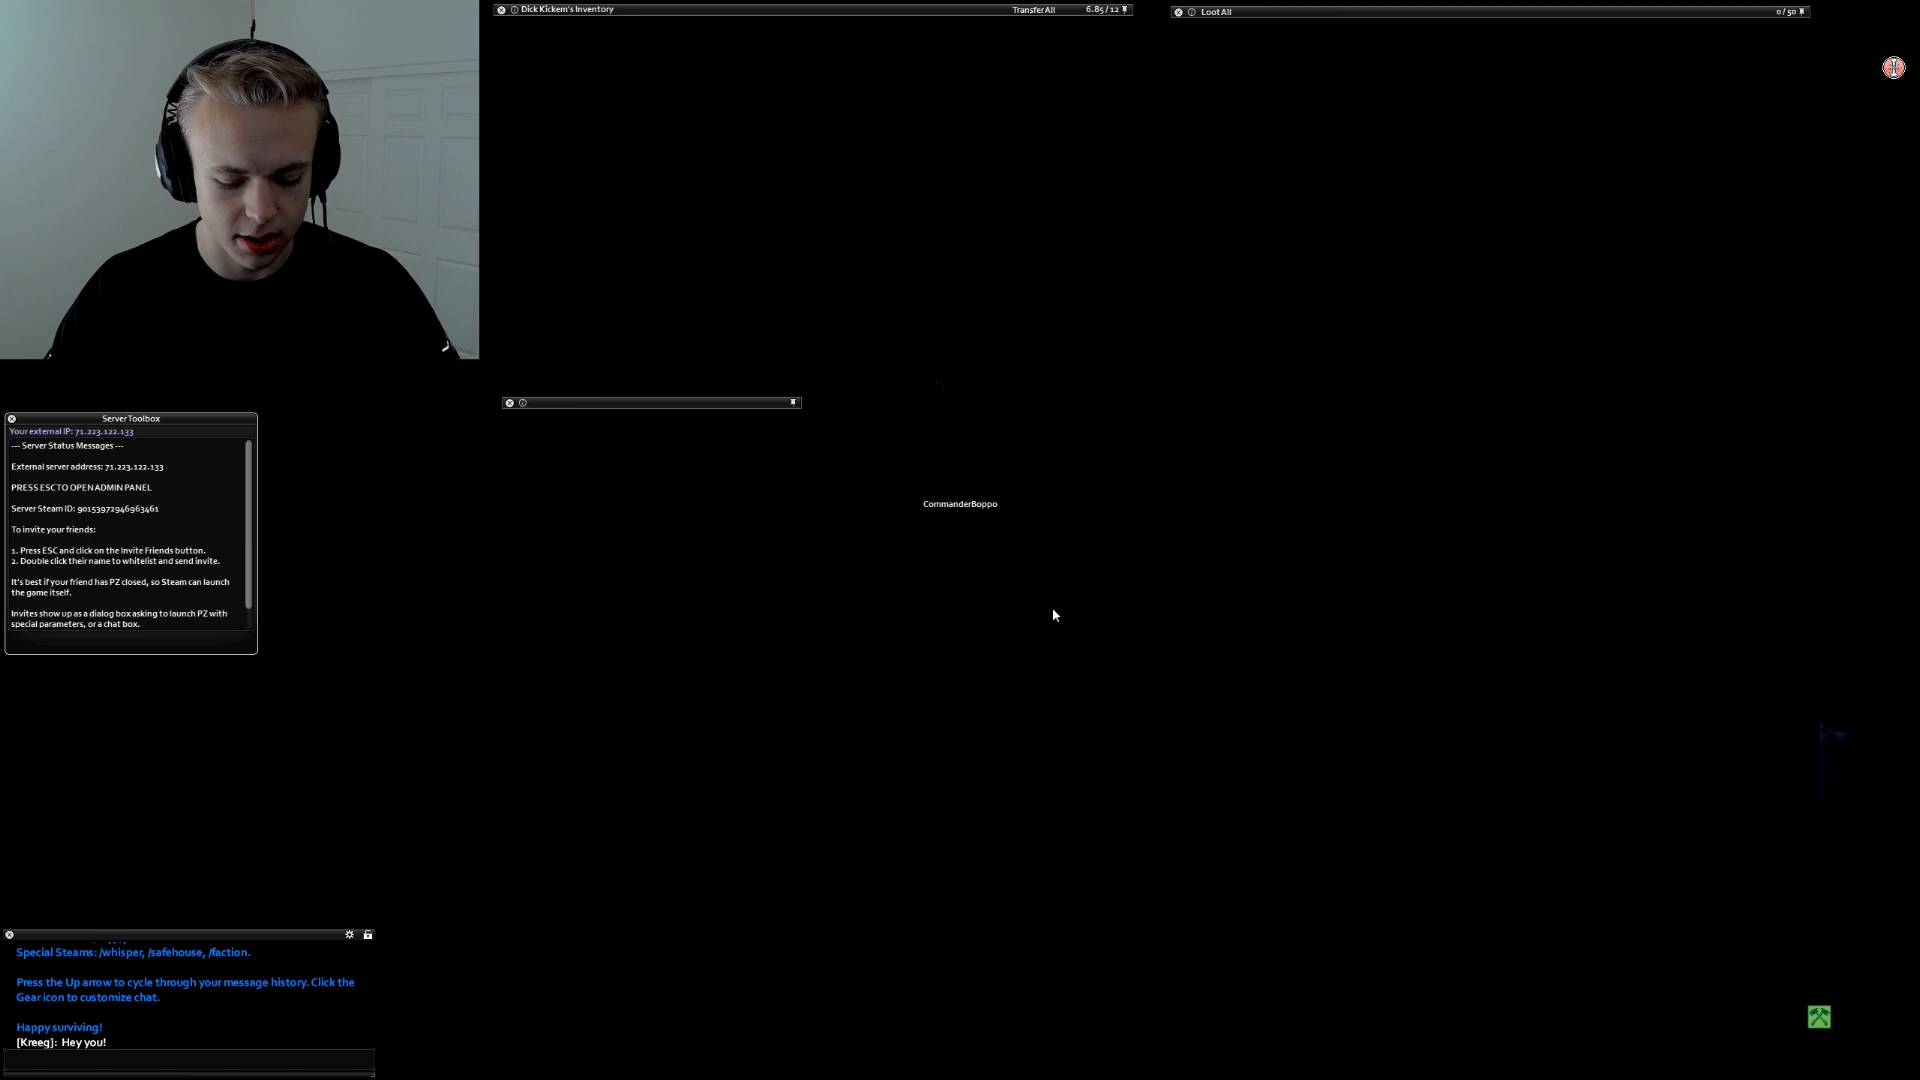 Dick Kickem's Inventory Transfer All 6.85 / 12
Loot All 0 / 50
Server Toolbox
Your external IP: 71.223.122.133
--- Server Status Messages ---
External server address: 71.223.122.133
PRESS ESC TO OPEN ADMIN PANEL
Server Steam ID: 90153972946963461
To invite your friends:
1. Press ESC and click on the Invite Friends button.
2. Double click their name to whitelist and send invite.
It's best if your friend has PZ closed, so Steam can launch
the game itself.
Invites show up as a dialog box asking to launch PZ with
special parameters, or a chat box.
CommanderBoppo
Special Steams: /whisper, /safehouse, /faction.
Press the Up arrow to cycle through your message history. Click the
Gear icon to customize chat.
Happy surviving!
[Kreeg]: Hey you!